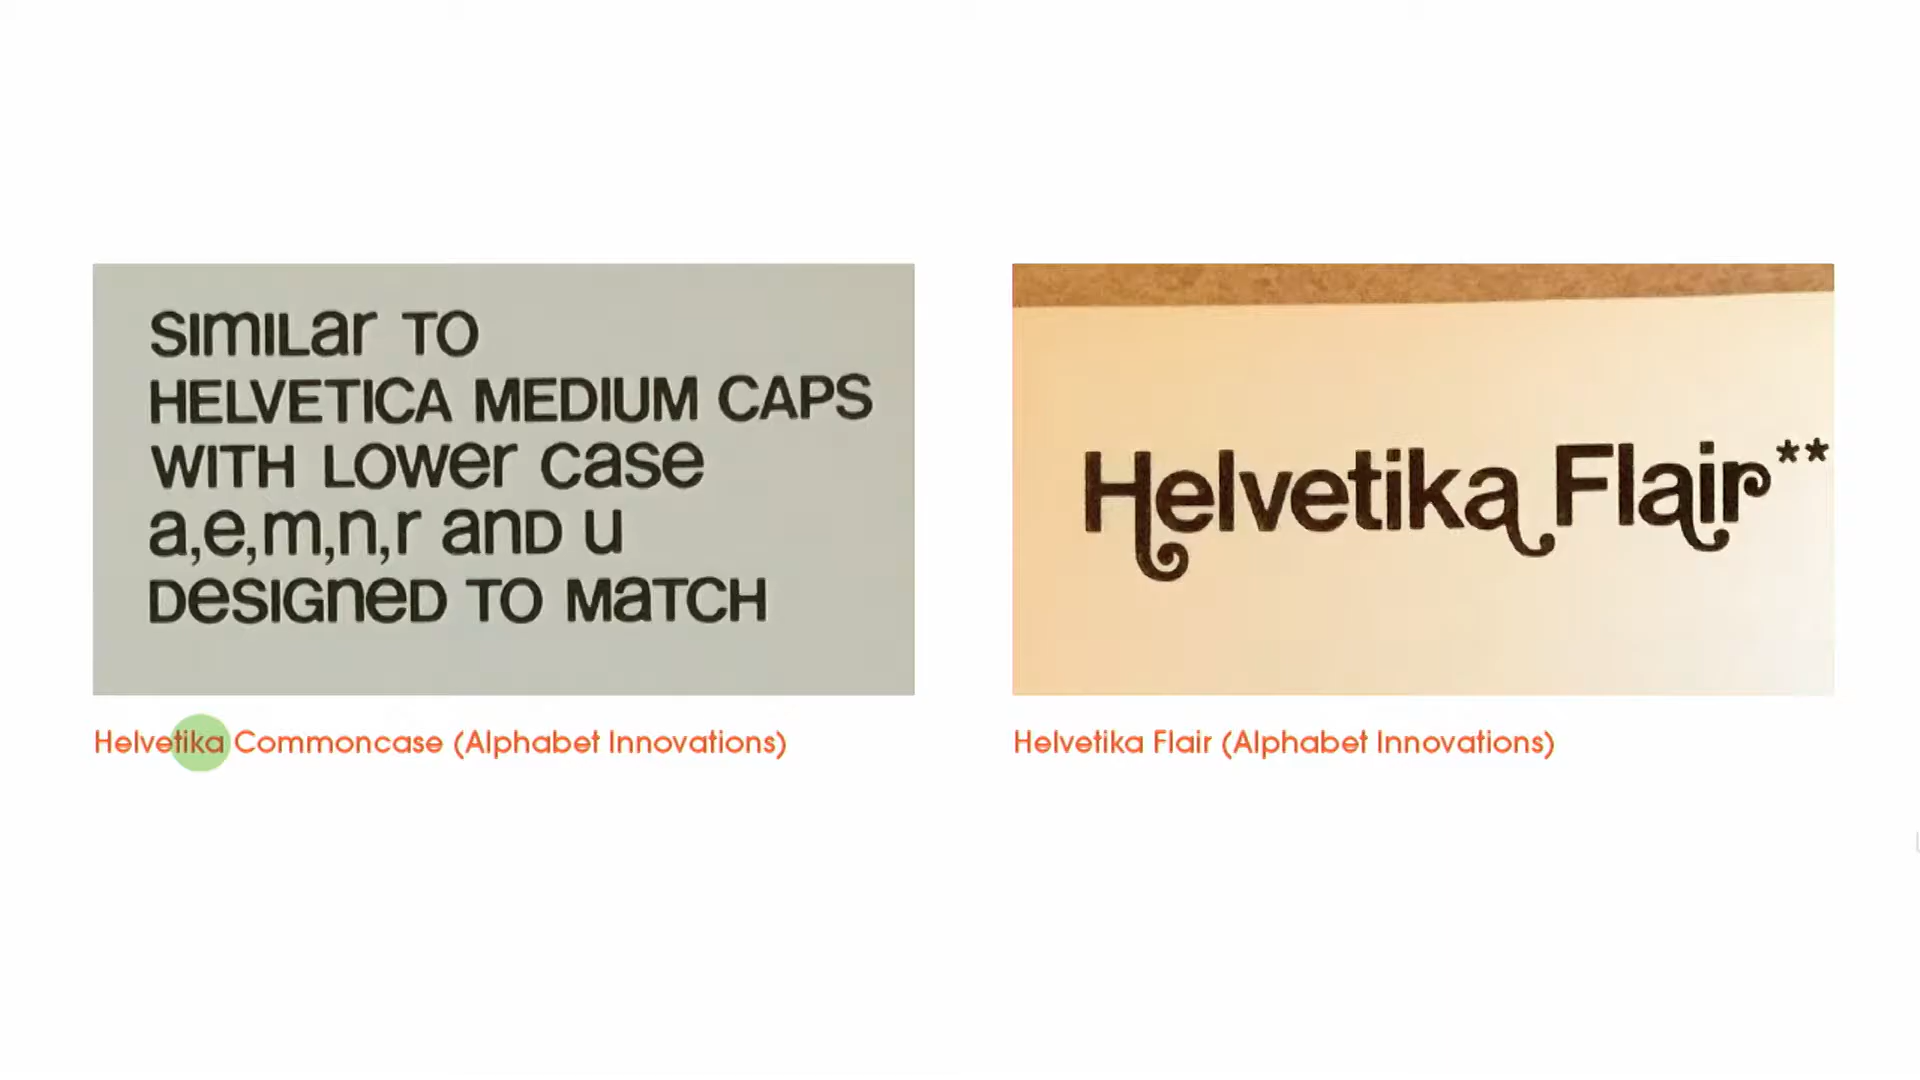 sımILar TO
HELVETICA MEDIUM CAPS
WITH LOwer case
a,e,m,n,r anD u
DesIGneD TO MaTCH
Helvetika Flair**
Helvetika Commoncase (Alphabet Innovations)
Helvetika Flair (Alphabet Innovations)